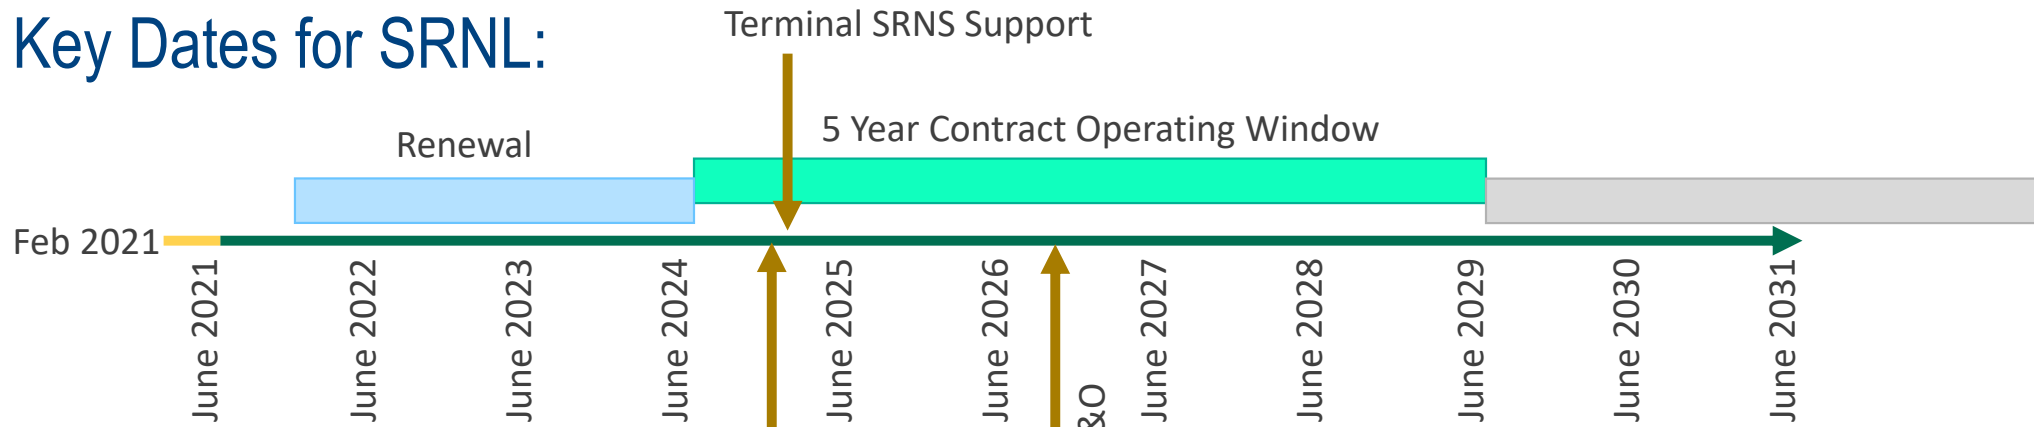 Key Dates for SRNL:
Terminal SRNS Support
Renewal
5 Year Contract Operating Window
Feb 2021
June 2021
June 2022
June 2023
June 2024
June 2025
June 2026
&O
June 2027
June 2028
June 2029
June 2030
June 2031